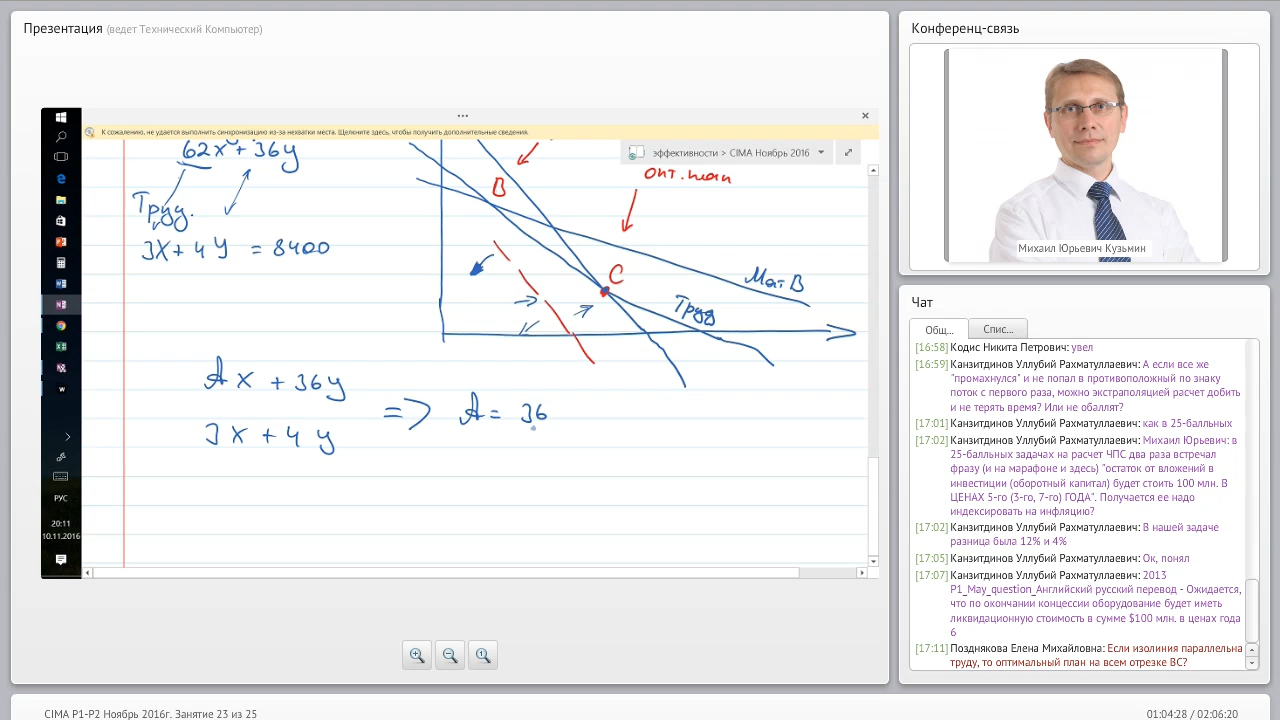 Презентация (ведет Технический Компьютер)
К сожалению, не удается выполнить синхронизацию из-за нехватки места. Щелкните здесь, чтобы получить дополнительные сведения.
эффективности > CIMA Ноябрь 2016
62x + 36y
Труд.
3x + 4y = 8400
B
опт. план
C
Мат B
Труд
Ax + 36y
3x + 4y
=> A = 36
РУС
20:11
10.11.2016
Конференц-связь
Михаил Юрьевич Кузьмин
Чат
Общ...
Спис...
[16:58] Кодис Никита Петрович: увел
[16:59] Канзитдинов Уллубий Рахматуллаевич: А если все же
"промахнулся" и не попал в противоположный по знаку
поток с первого раза, можно экстраполяцией расчет добить
и не терять время? Или не обаллят?
[17:01] Канзитдинов Уллубий Рахматуллаевич: как в 25-балльных
[17:02] Канзитдинов Уллубий Рахматуллаевич: Михаил Юрьевич: в
25-балльных задачах на расчет ЧПС два раза встречал
фразу (и на марафоне и здесь) "остаток от вложений в
инвестиции (оборотный капитал) будет стоить 100 млн. В
ЦЕНАХ 5-го (3-го, 7-го) ГОДА". Получается ее надо
индексировать на инфляцию?
[17:02] Канзитдинов Уллубий Рахматуллаевич: В нашей задаче
разница была 12% и 4%
[17:05] Канзитдинов Уллубий Рахматуллаевич: Ок, понял
[17:07] Канзитдинов Уллубий Рахматуллаевич: 2013
P1_May_question_Английский русский перевод - Ожидается,
что по окончании концессии оборудование будет иметь
ликвидационную стоимость в сумме $100 млн. в ценах года
6
[17:11] Позднякова Елена Михайловна: Если изолиния параллельна
труду, то оптимальный план на всем отрезке BC?
CIMA P1-P2 Ноябрь 2016г. Занятие 23 из 25
01:04:28 / 02:06:20